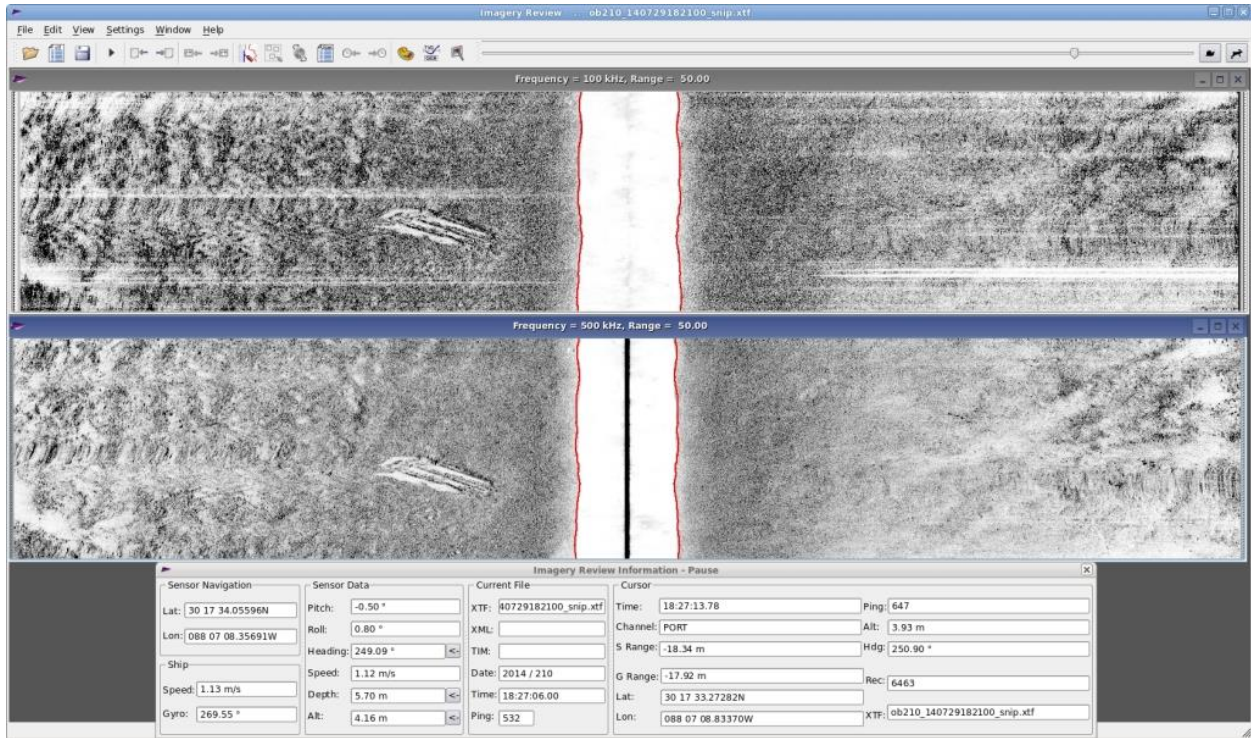 Imagery Review ... ob210_140729182100_snip.xtf
File Edit View Settings Window Help
Frequency = 100 kHz, Range = 50.00
Frequency = 500 kHz, Range = 50.00
Imagery Review Information - Pause
Sensor Navigation
Lat: 30 17 34.05596N
Lon: 088 07 08.35691W
Ship
Speed: 1.13 m/s
Gyro: 269.55 °
Sensor Data
Pitch: -0.50 °
Roll: 0.80 °
Heading: 249.09 ° <-
Speed: 1.12 m/s
Depth: 5.70 m <-
Alt: 4.16 m <-
Current File
XTF: 40729182100_snip.xtf
XML:
TIM:
Date: 2014 / 210
Time: 18:27:06.00
Ping: 532
Cursor
Time: 18:27:13.78
Channel: PORT
S Range: -18.34 m
G Range: -17.92 m
Lat: 30 17 33.27282N
Lon: 088 07 08.83370W
Ping: 647
Alt: 3.93 m
Hdg: 250.90 °
Rec: 6463
XTF: ob210_140729182100_snip.xtf